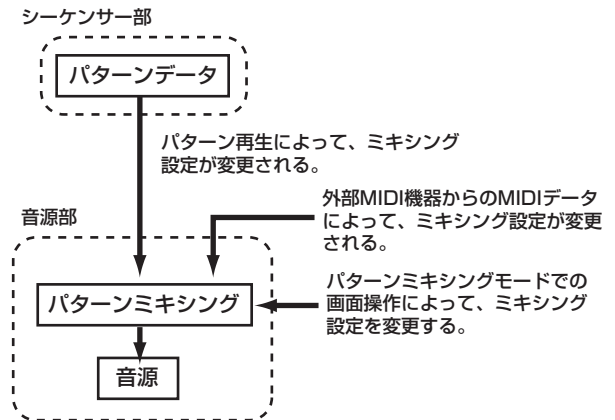 シーケンサー部
パターンデータ
パターン再生によって、ミキシング
設定が変更される。
外部MIDI機器からのMIDIデータ
によって、ミキシング設定が変更
される。
音源部
パターンミキシング
パターンミキシングモードでの
画面操作によって、ミキシング
設定を変更する。
音源